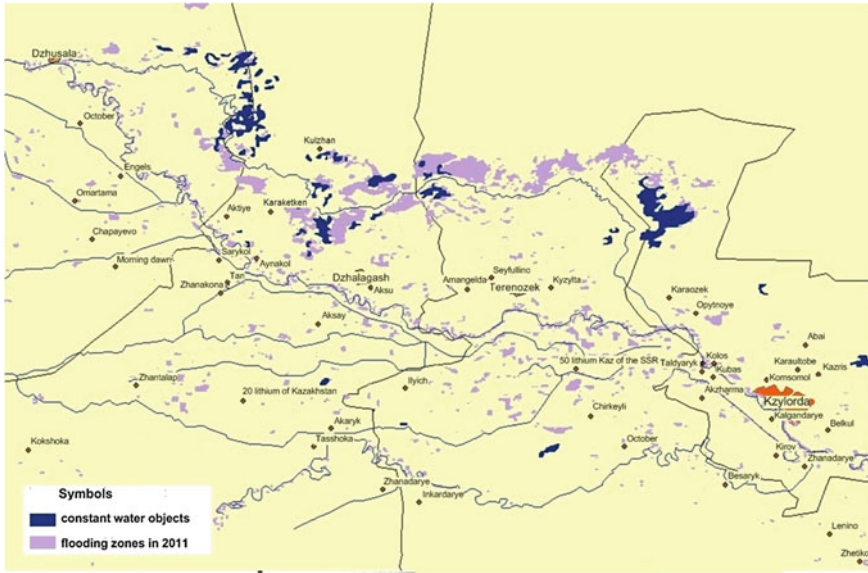 Dzhusala
October
Kulzhan
Engels
Omartama
Karaketken
Aktiye
Chapayevo
Sarykol
Aynakol
Morning dawn
Tan
Zhanakona
Dzhalagash
Aksu
Seyfullino
Amangelda
Terenozek
Kyzylta
Karaozek
Opytnoye
Aksay
Abai
Kolos
50 lithium Kaz of the SSR
Taldyaryk
Kubas
Karaultobe
Kazris
Komsomol
Zhantalap
Ilyich
20 lithium of Kazakhstan
Akzharma
Kzylorda
Chirkeyli
Kalgandarye
Akaryk
Belkul
Tasshoka
October
Kokshoka
Kirov
Zhanadarye
Zhanadarye
Besaryk
Inkardarye
Symbols
constant water objects
flooding zones in 2011
Lenino
Zhetiko